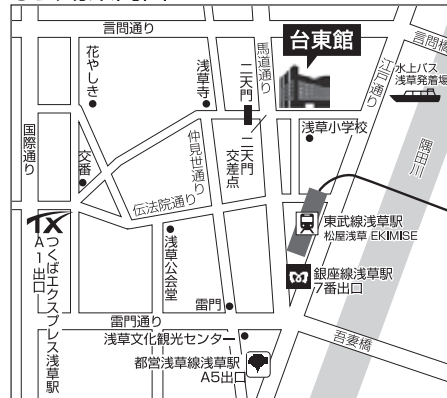 言問通り
言問橋
台東館
馬道通り
江戸通り
水上バス
浅草発着場
花やしき
浅草寺
二天門
国際通り
浅草小学校
隅田川
交番
仲見世通り
二天門
交差点
伝法院通り
東武線浅草駅
松屋浅草 EKIMISE
TX
つくばエクスプレス浅草駅
A1出口
浅草公会堂
銀座線浅草駅
7番出口
雷門
雷門通り
吾妻橋
浅草文化観光センター
都営浅草線浅草駅
A5出口